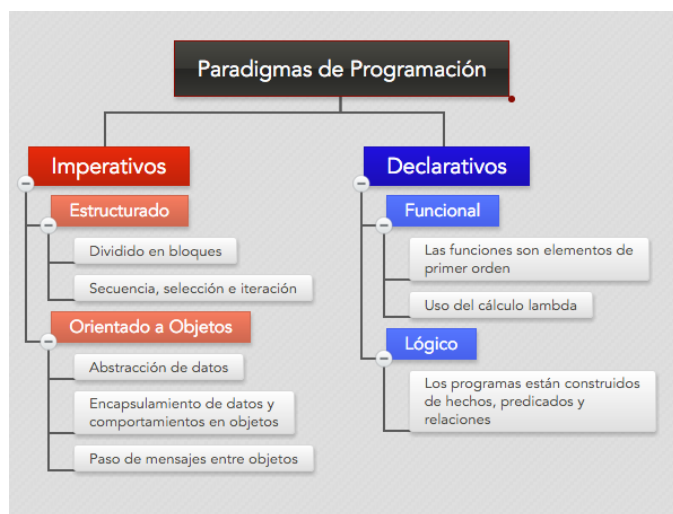 Paradigmas de Programación
Imperativos
Estructurado
Dividido en bloques
Secuencia, selección e iteración
Orientado a Objetos
Abstracción de datos
Encapsulamiento de datos y
comportamientos en objetos
Paso de mensajes entre objetos
Declarativos
Funcional
Las funciones son elementos de
primer orden
Uso del cálculo lambda
Lógico
Los programas están construidos
de hechos, predicados y
relaciones